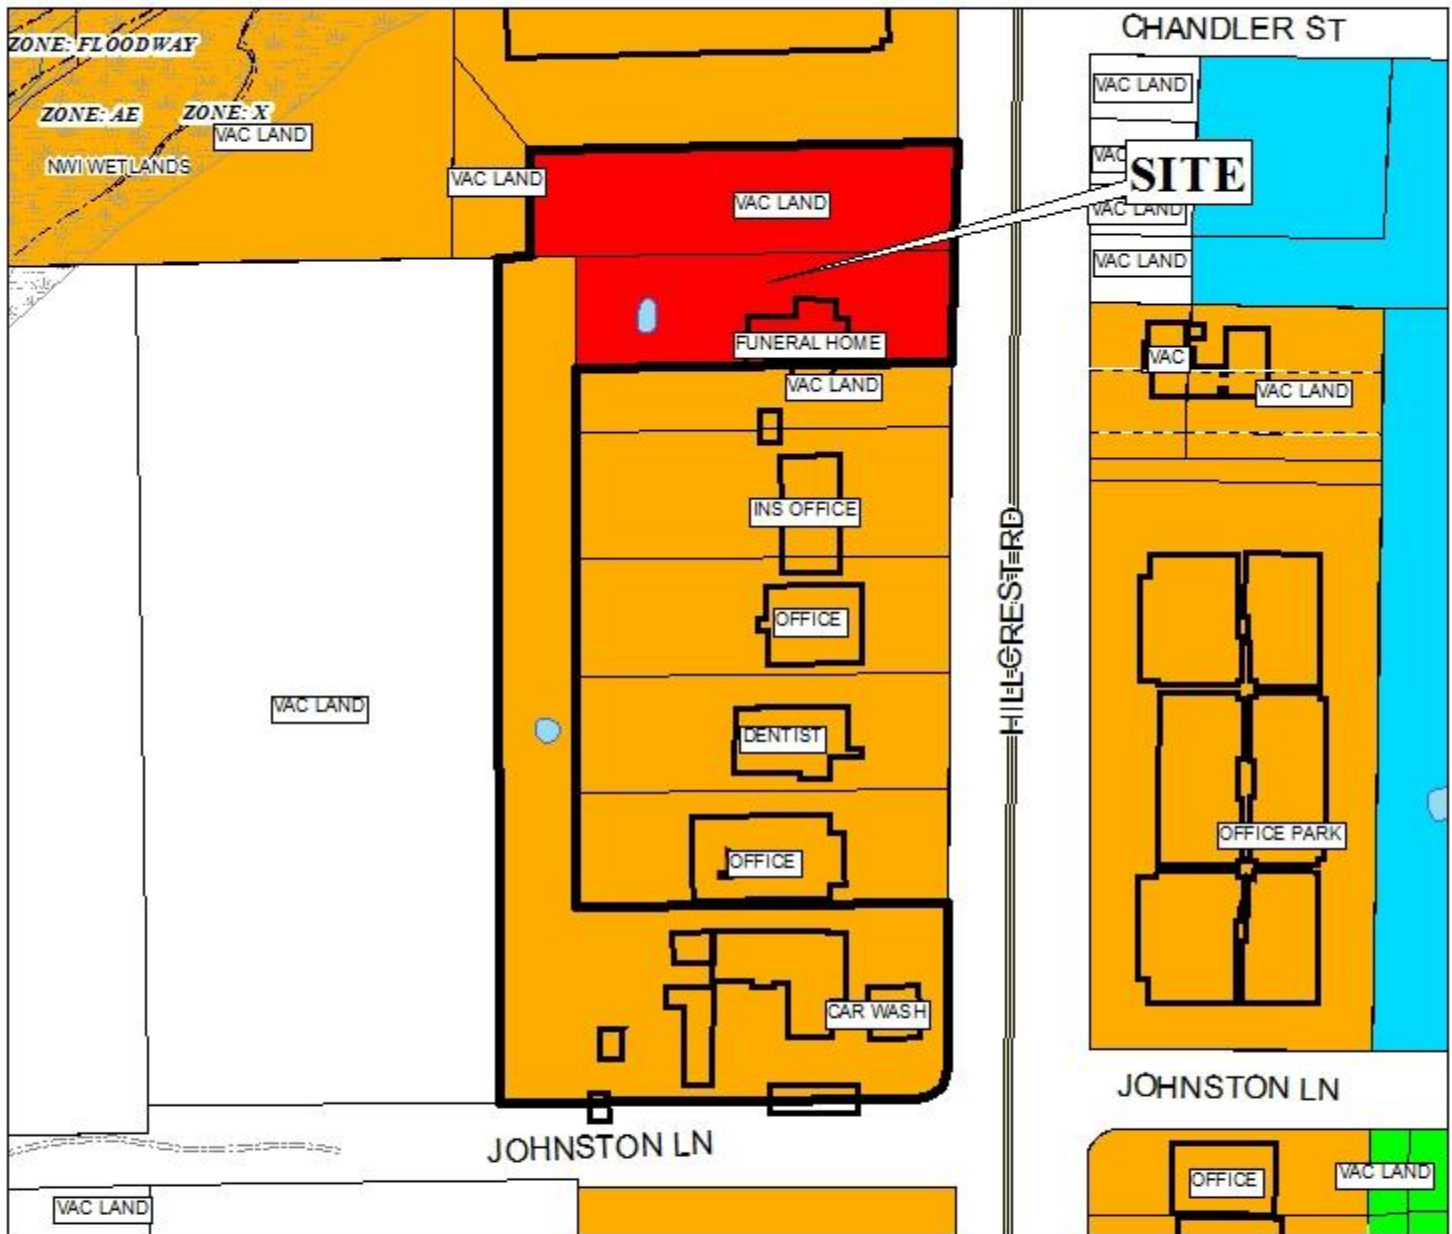 CHANDLER ST
ZONE: FLOODWAY
VAC LAND
ZONE: AE
ZONE: X
VAC LAND
NWI WETLANDS
VAC
SITE
VAC LAND
VAC LAND
VAC LAND
VAC LAND
FUNERAL HOME
VAC
VAC LAND
VAC LAND
INS OFFICE
HILLCREST RD
OFFICE
VAC LAND
DENTIST
OFFICE PARK
OFFICE
CAR WASH
JOHNSTON LN
JOHNSTON LN
OFFICE
VAC LAND
VAC LAND